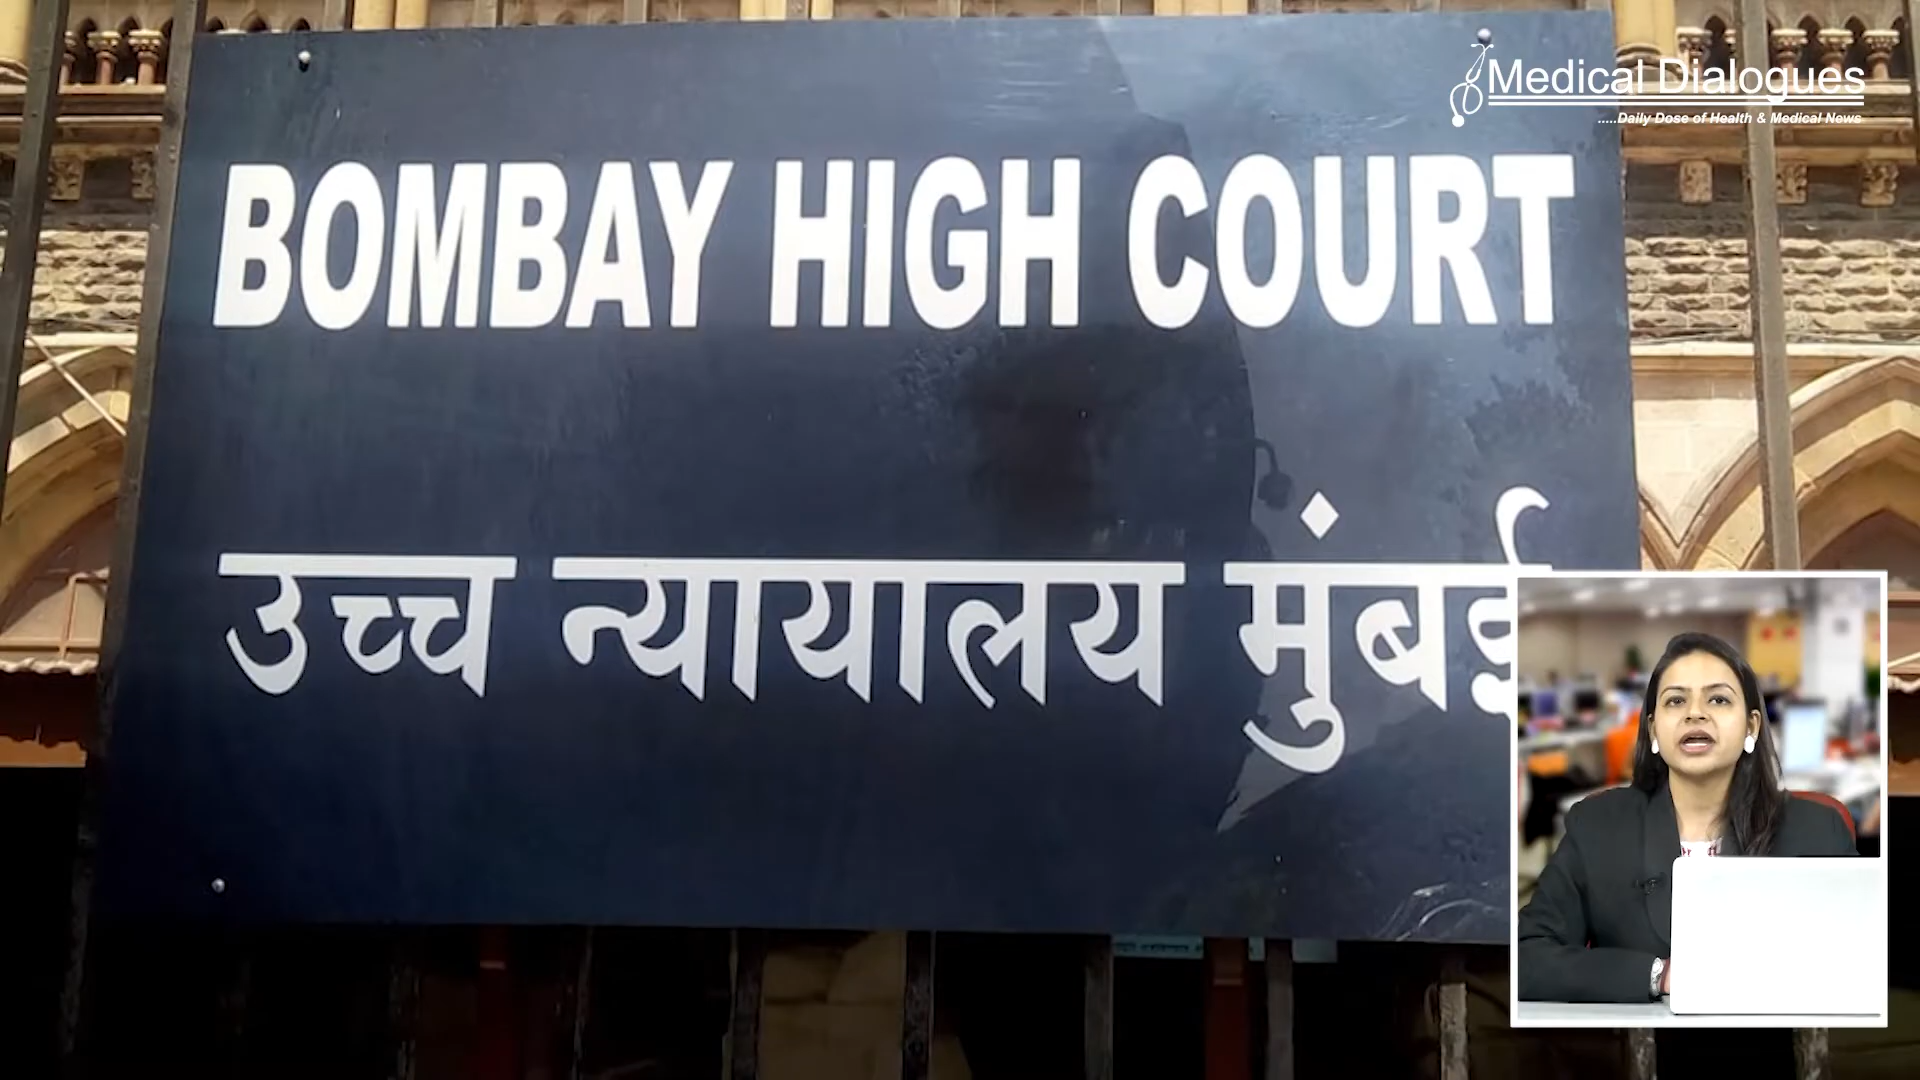 Medical Dialogues
.....Daily Dose of Health & Medical News
BOMBAY HIGH COURT
उच्च न्यायालय मुंबई